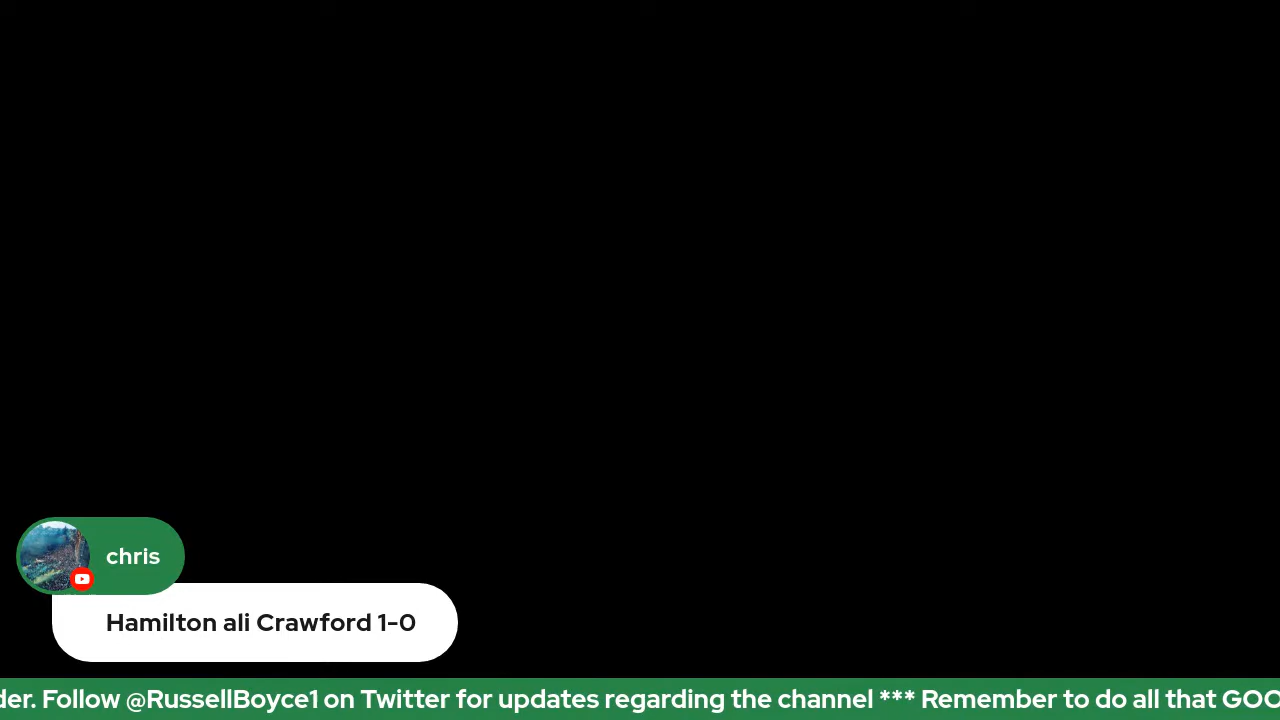 chris
Hamilton ali Crawford 1-0
der. Follow @RussellBoyce1 on Twitter for updates regarding the channel *** Remember to do all that GOO